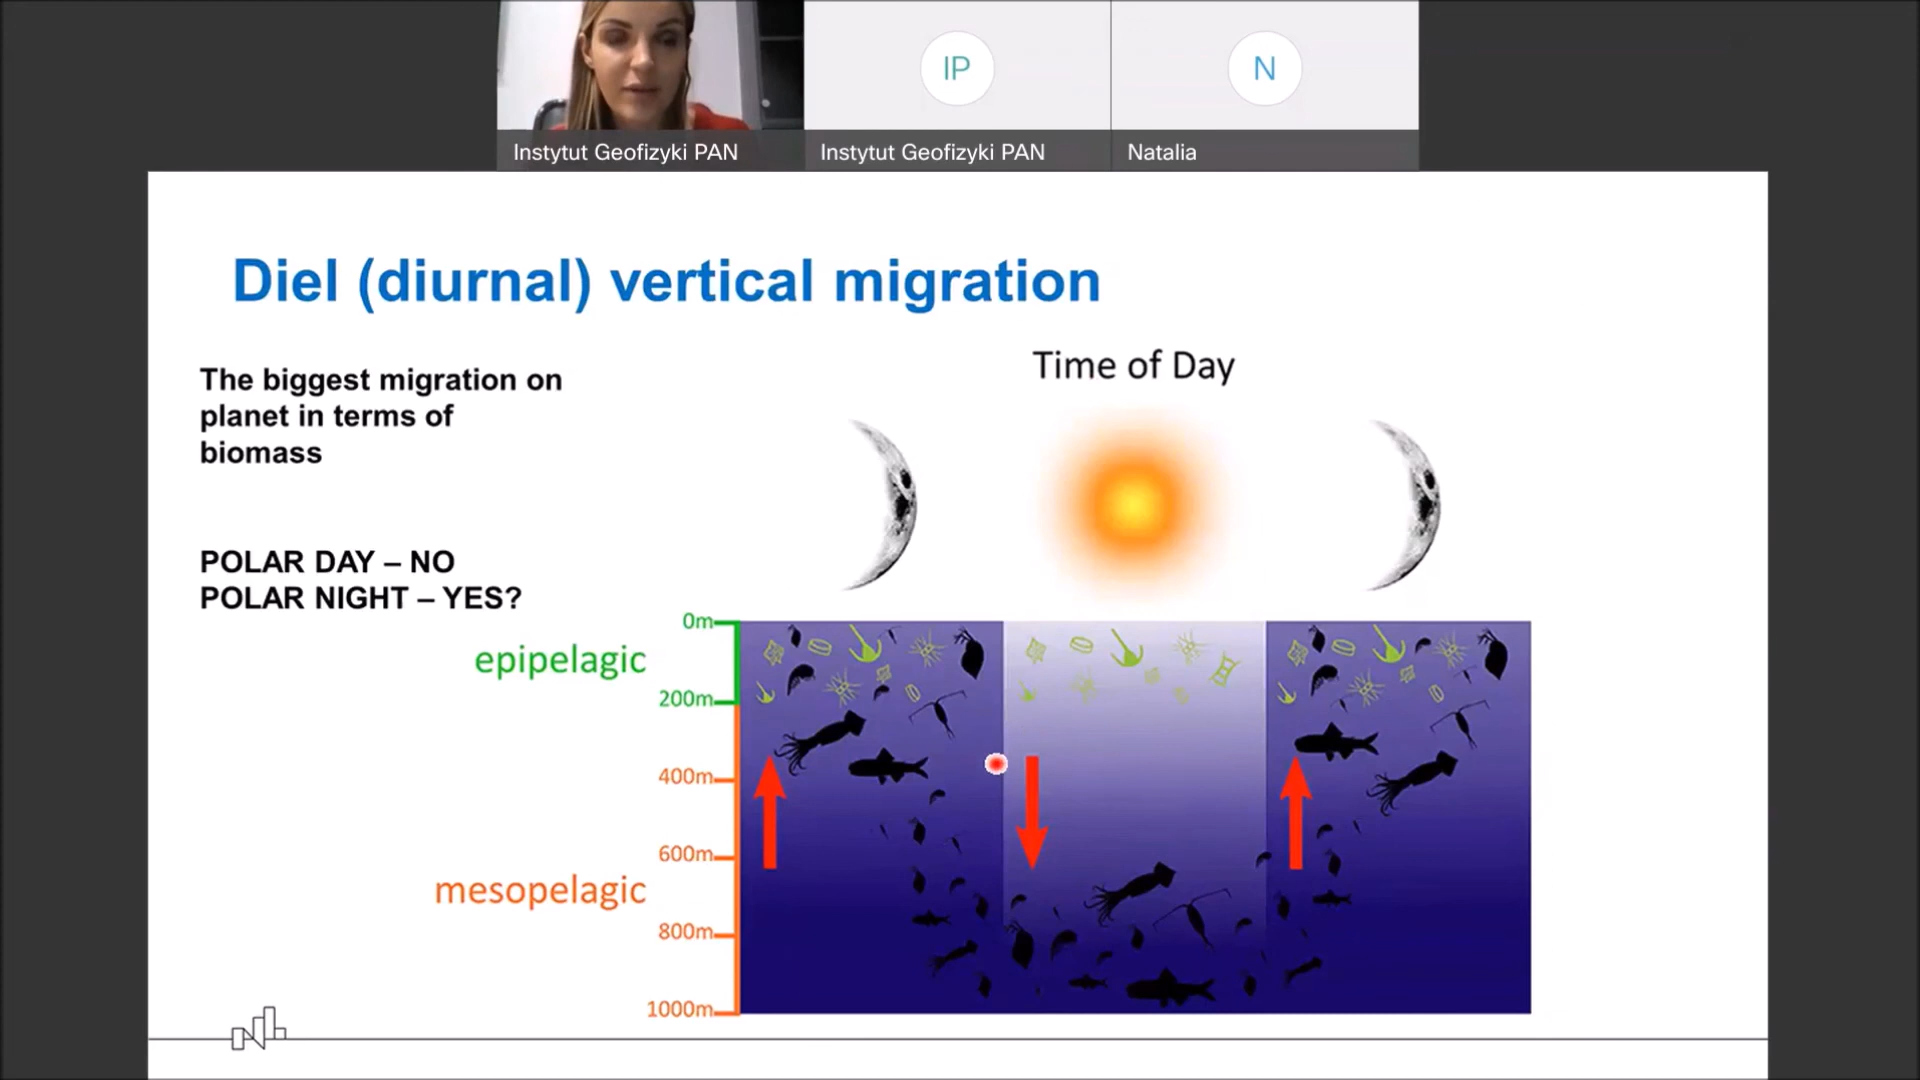 IP
N
Instytut Geofizyki PAN
Instytut Geofizyki PAN
Natalia
Diel (diurnal) vertical migration
The biggest migration on
planet in terms of
biomass
POLAR DAY – NO
POLAR NIGHT – YES?
Time of Day
epipelagic
mesopelagic
0m
200m
400m
600m
800m
1000m